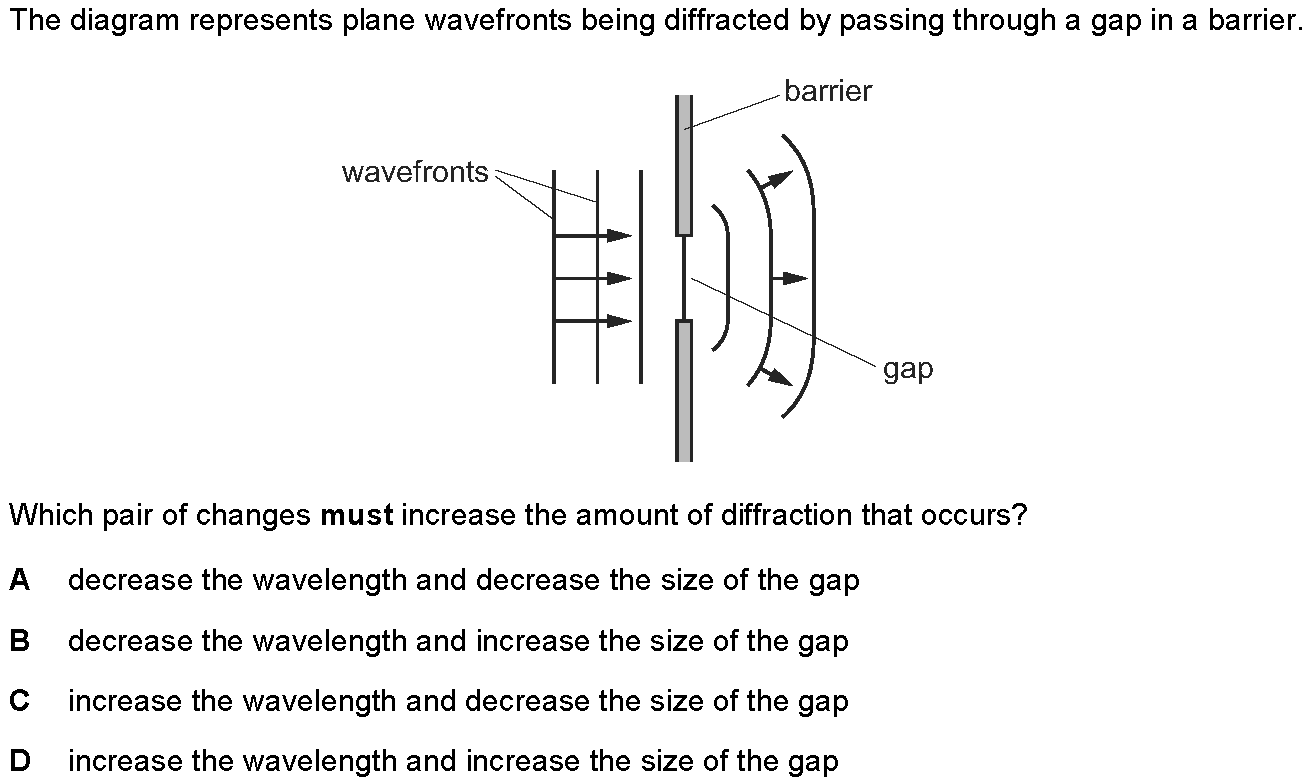 The diagram represents plane wavefronts being diffracted by passing through a gap in a barrier.
barrier
wavefronts
gap
Which pair of changes must increase the amount of diffraction that occurs?
A decrease the wavelength and decrease the size of the gap
B decrease the wavelength and increase the size of the gap
C increase the wavelength and decrease the size of the gap
D increase the wavelength and increase the size of the gap